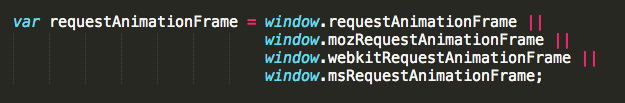 var requestAnimationFrame = window.requestAnimationFrame ||
window.mozRequestAnimationFrame ||
window.webkitRequestAnimationFrame ||
window.msRequestAnimationFrame;